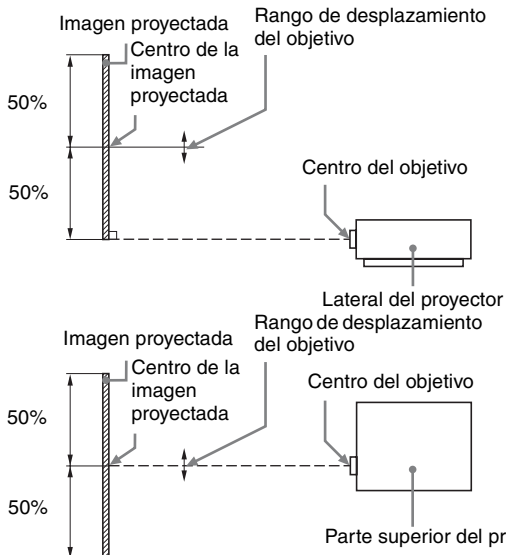 Imagen proyectada
Rango de desplazamiento
del objetivo
Centro de la
imagen
proyectada
50%
50%
Centro del objetivo
Lateral del proyector
Imagen proyectada
Rango de desplazamiento
del objetivo
Centro de la
imagen
proyectada
Centro del objetivo
50%
50%
Parte superior del pr